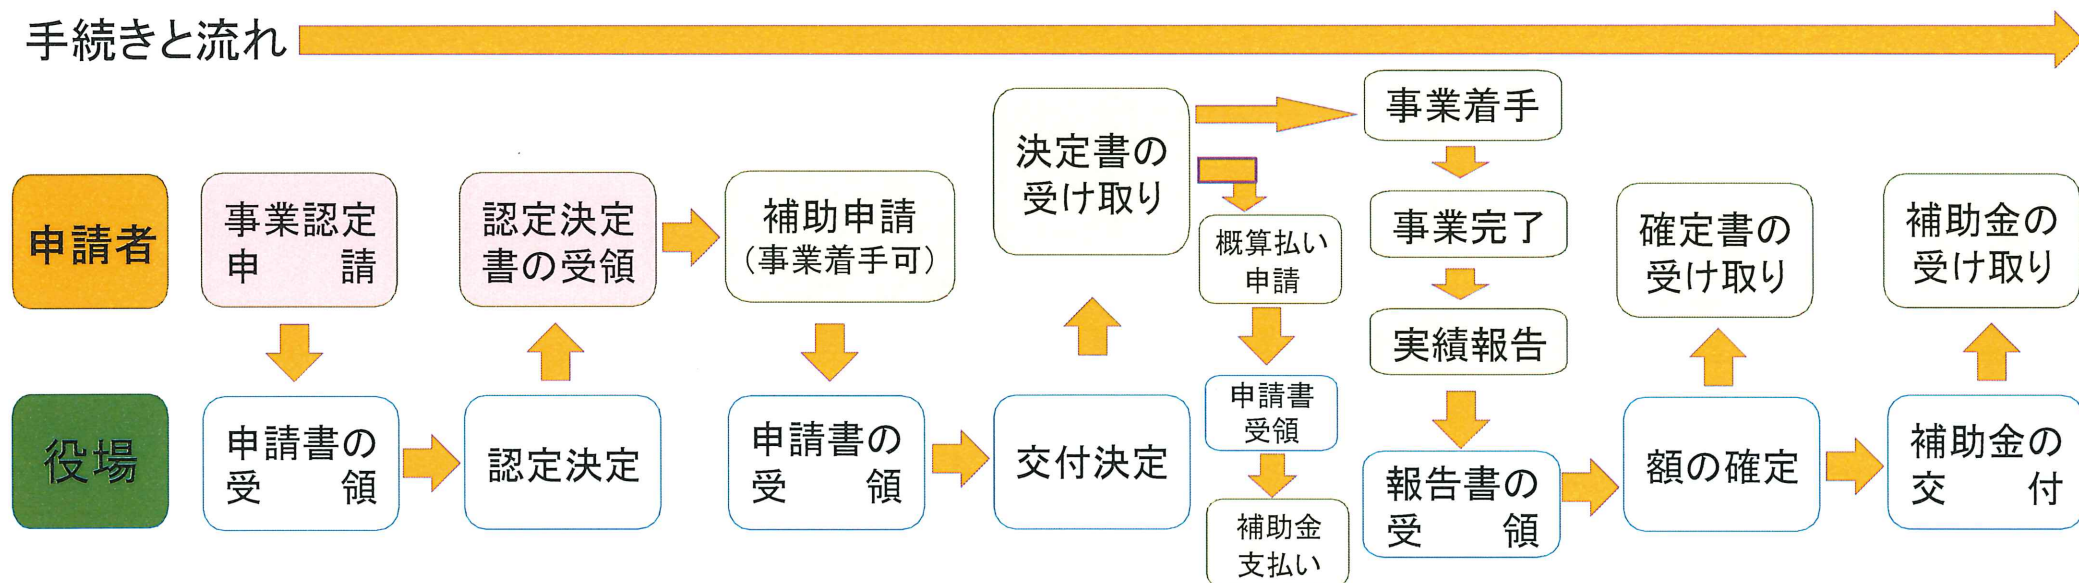 手続きと流れ
申請者
事業認定
申請
認定決定
書の受領
補助申請
（事業着手可）
決定書の
受け取り
事業着手
事業完了
実績報告
概算払い
申請
確定書の
受け取り
補助金の
受け取り
役場
申請書の
受領
認定決定
申請書の
受領
交付決定
申請書
受領
補助金
支払い
報告書の
受領
額の確定
補助金の
交付